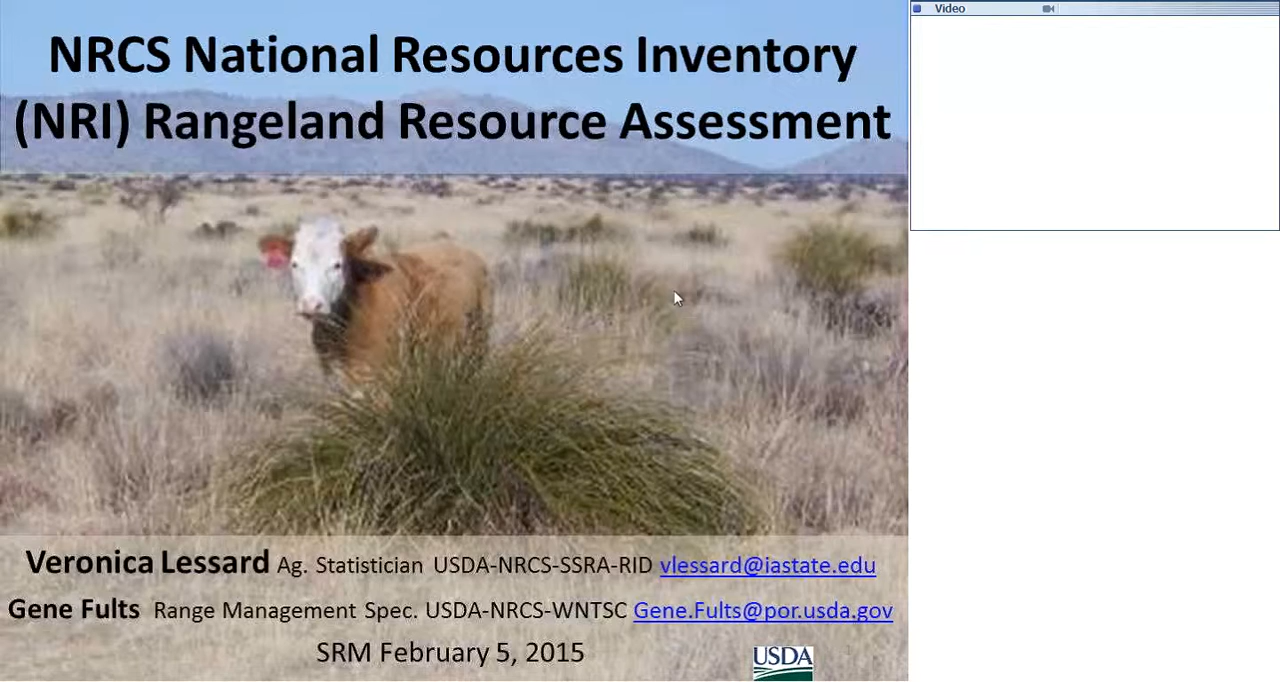 NRCS National Resources Inventory
(NRI) Rangeland Resource Assessment
Video
Veronica Lessard Ag. Statistician USDA-NRCS-SSRA-RID vlessard@iastate.edu
Gene Fults Range Management Spec. USDA-NRCS-WNTSC Gene.Fults@por.usda.gov
SRM February 5, 2015
USDA